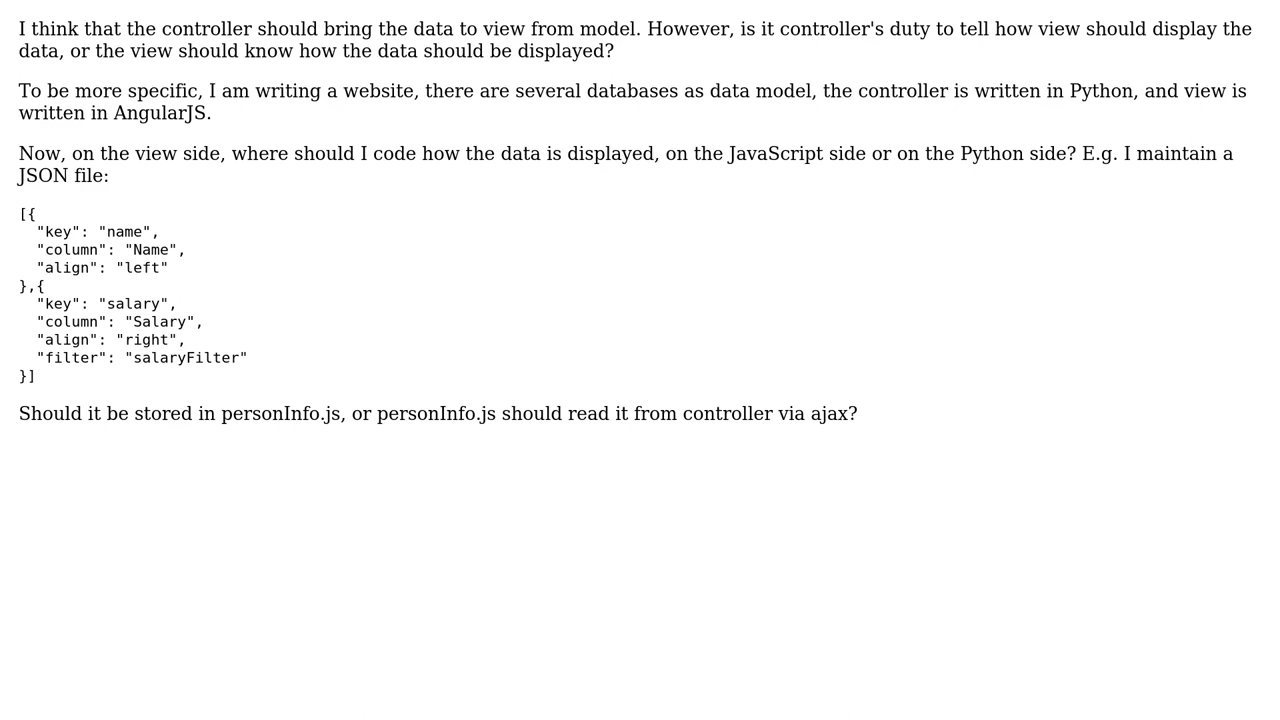 I think that the controller should bring the data to view from model. However, is it controller's duty to tell how view should display the
data, or the view should know how the data should be displayed?
To be more specific, I am writing a website, there are several databases as data model, the controller is written in Python, and view is
written in AngularJS.
Now, on the view side, where should I code how the data is displayed, on the JavaScript side or on the Python side? E.g. I maintain a
JSON file:
[{
  "key": "name",
  "column": "Name",
  "align": "left"
},{
  "key": "salary",
  "column": "Salary",
  "align": "right",
  "filter": "salaryFilter"
}]
Should it be stored in personInfo.js, or personInfo.js should read it from controller via ajax?